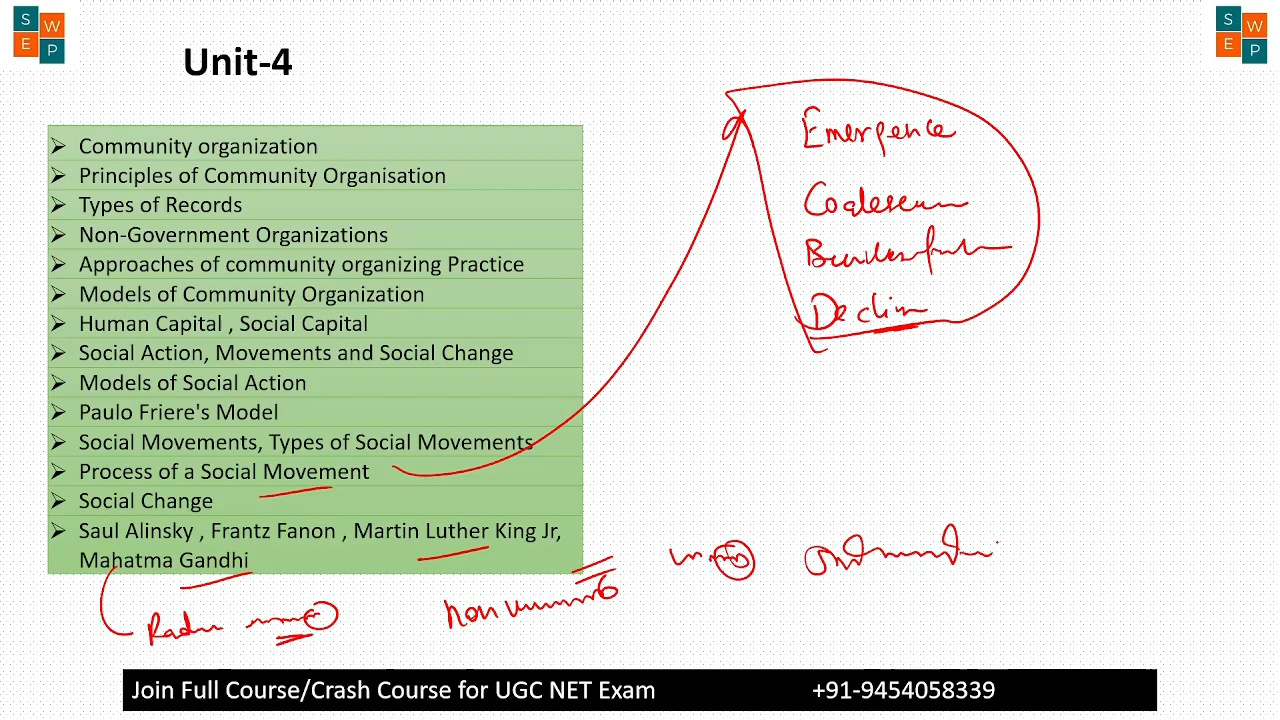 S W
E P
S W
E P
Unit-4
Community organization
Principles of Community Organisation
Types of Records
Non-Government Organizations
Approaches of community organizing Practice
Models of Community Organization
Human Capital , Social Capital
Social Action, Movements and Social Change
Models of Social Action
Paulo Friere's Model
Social Movements, Types of Social Movements
Process of a Social Movement
Social Change
Saul Alinsky , Frantz Fanon , Martin Luther King Jr,
Mahatma Gandhi
Emergence
Decline
non
Join Full Course/Crash Course for UGC NET Exam +91-9454058339